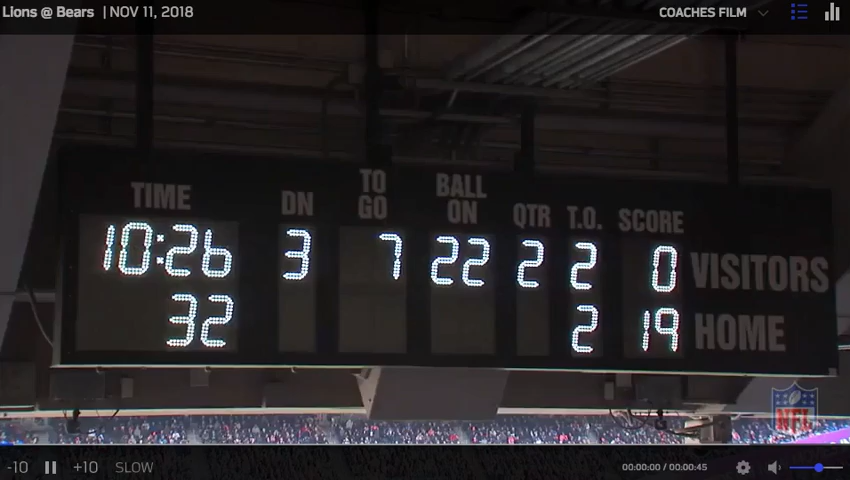 Lions @ Bears | NOV 11, 2018 COACHES FILM
TIME DN TO GO BALL ON QTR T.O. SCORE
10:26 3 7 22 2 2 0 VISITORS
32 2 19 HOME
NFL
-10 +10 SLOW 00:00:00 / 00:00:45